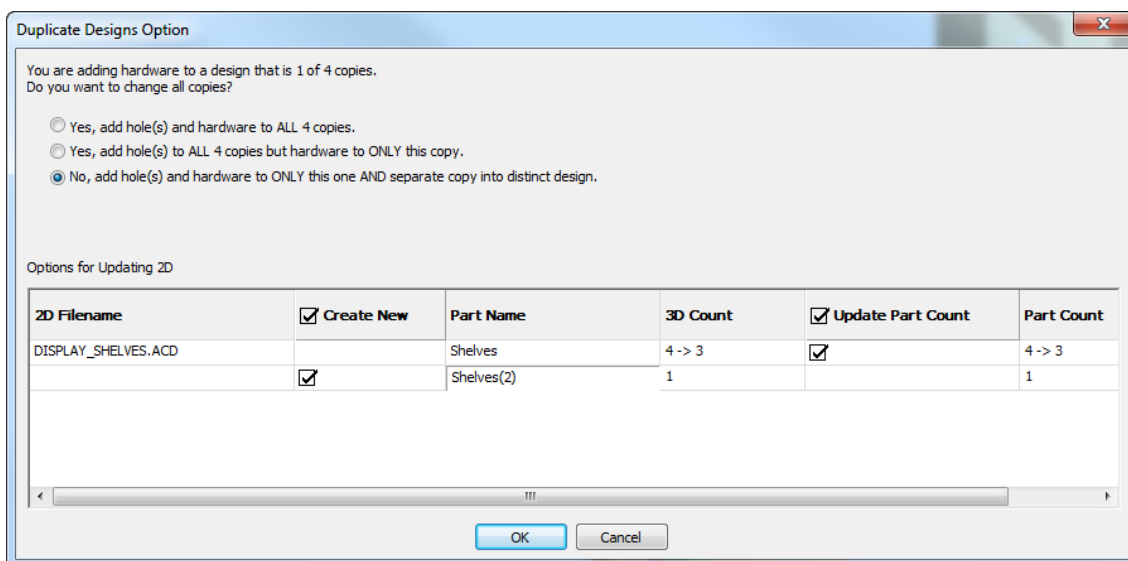 Duplicate Designs Option
You are adding hardware to a design that is 1 of 4 copies.
Do you want to change all copies?
Yes, add hole(s) and hardware to ALL 4 copies.
Yes, add hole(s) to ALL 4 copies but hardware to ONLY this copy.
No, add hole(s) and hardware to ONLY this one AND separate copy into distinct design.
Options for Updating 2D
2D Filename Create New Part Name 3D Count Update Part Count Part Count
DISPLAY_SHELVES.ACD Shelves 4 -> 3 4 -> 3
Shelves(2) 1 1
OK Cancel